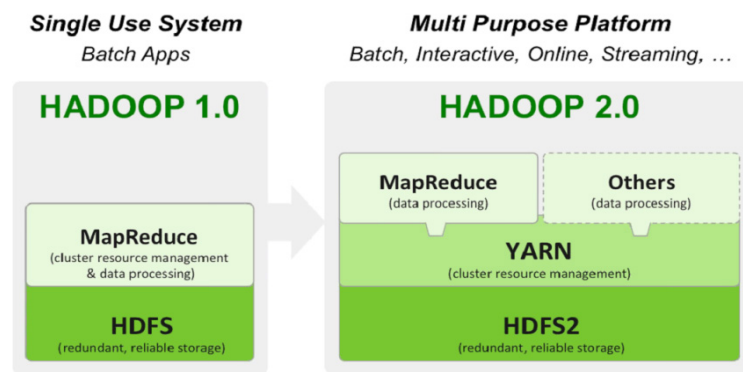 Single Use System
Batch Apps
HADOOP 1.0
MapReduce
(cluster resource management
& data processing)
HDFS
(redundant, reliable storage)
Multi Purpose Platform
Batch, Interactive, Online, Streaming, …
HADOOP 2.0
MapReduce
(data processing)
Others
(data processing)
YARN
(cluster resource management)
HDFS2
(redundant, reliable storage)